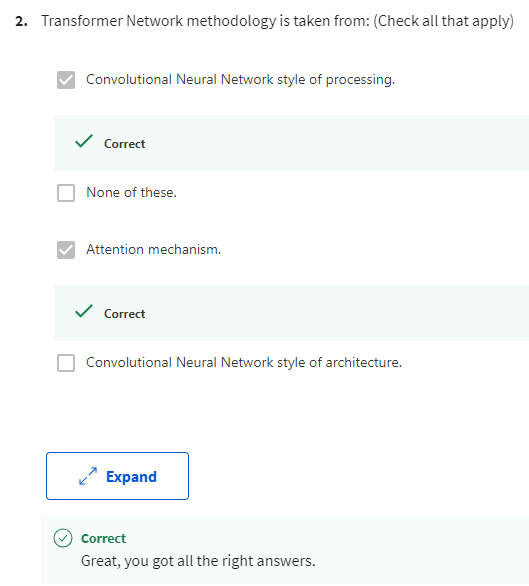 2. Transformer Network methodology is taken from: (Check all that apply)
Convolutional Neural Network style of processing.
Correct
None of these.
Attention mechanism.
Correct
Convolutional Neural Network style of architecture.
Expand
Correct
Great, you got all the right answers.